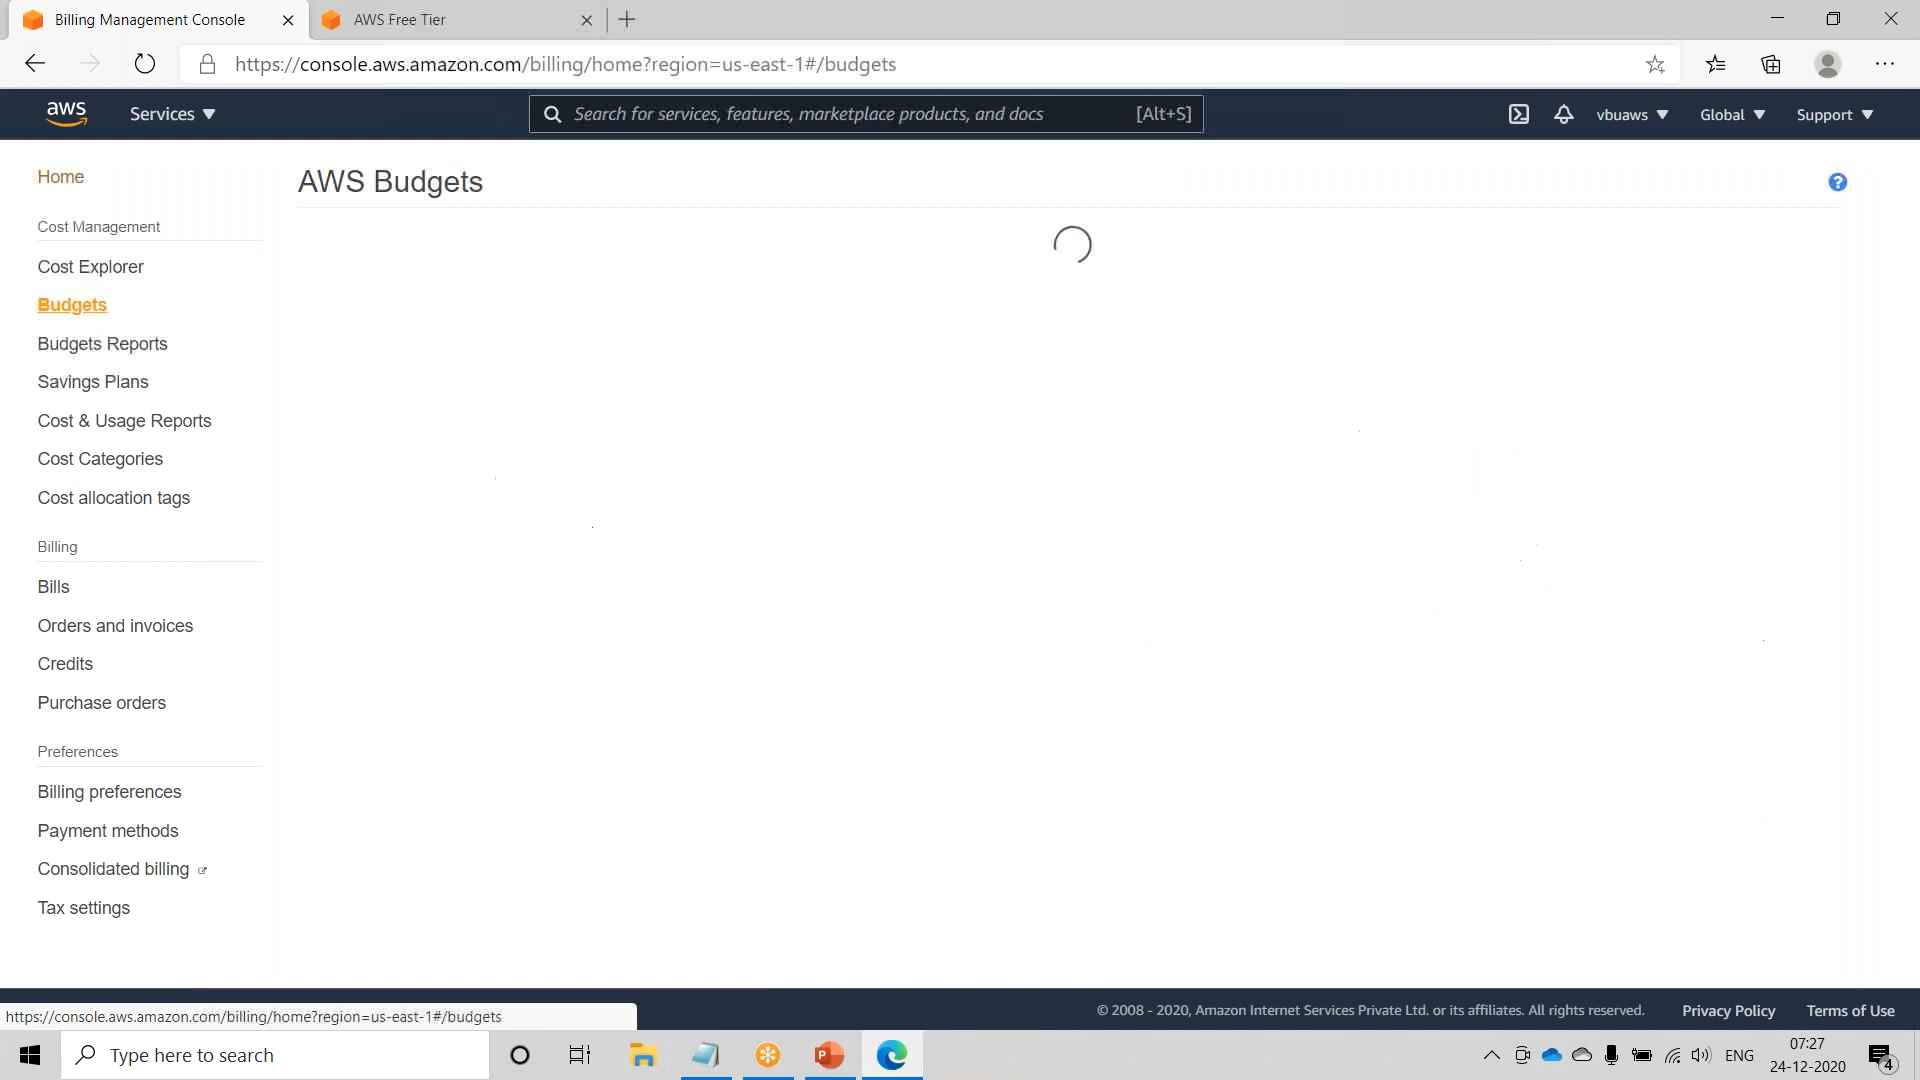 Billing Management Console
AWS Free Tier
https://console.aws.amazon.com/billing/home?region=us-east-1#/budgets
aws
Services
Search for services, features, marketplace products, and docs
[Alt+S]
vbuaws
Global
Support
Home
AWS Budgets
?
Cost Management
Cost Explorer
Budgets
Budgets Reports
Savings Plans
Cost & Usage Reports
Cost Categories
Cost allocation tags
Billing
Bills
Orders and invoices
Credits
Purchase orders
Preferences
Billing preferences
Payment methods
Consolidated billing
Tax settings
© 2008 - 2020, Amazon Internet Services Private Ltd. or its affiliates. All rights reserved.
Privacy Policy
Terms of Use
https://console.aws.amazon.com/billing/home?region=us-east-1#/budgets
Type here to search
P
ENG
07:27
24-12-2020
4